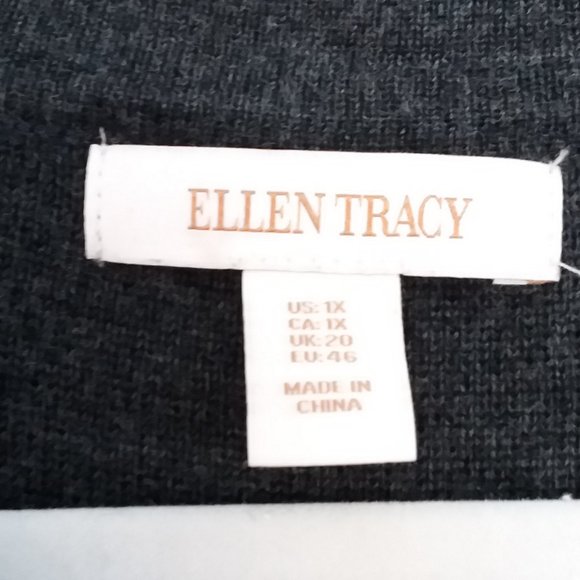 ELLEN TRACY
US: 1X
CA: 1X
UK: 20
EU: 46
MADE IN
CHINA